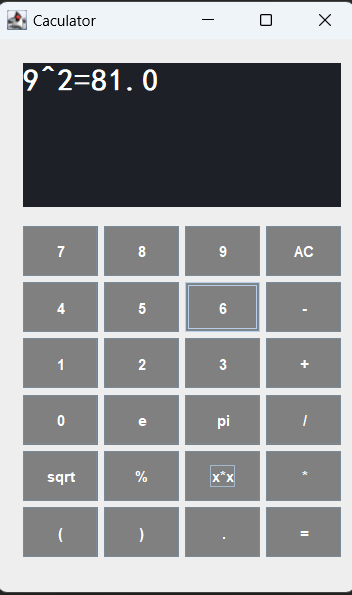 Caculator
9^2=81.0
7 8 9 AC
4 5 6 -
1 2 3 +
0 e pi /
sqrt % x*x *
( ) . =